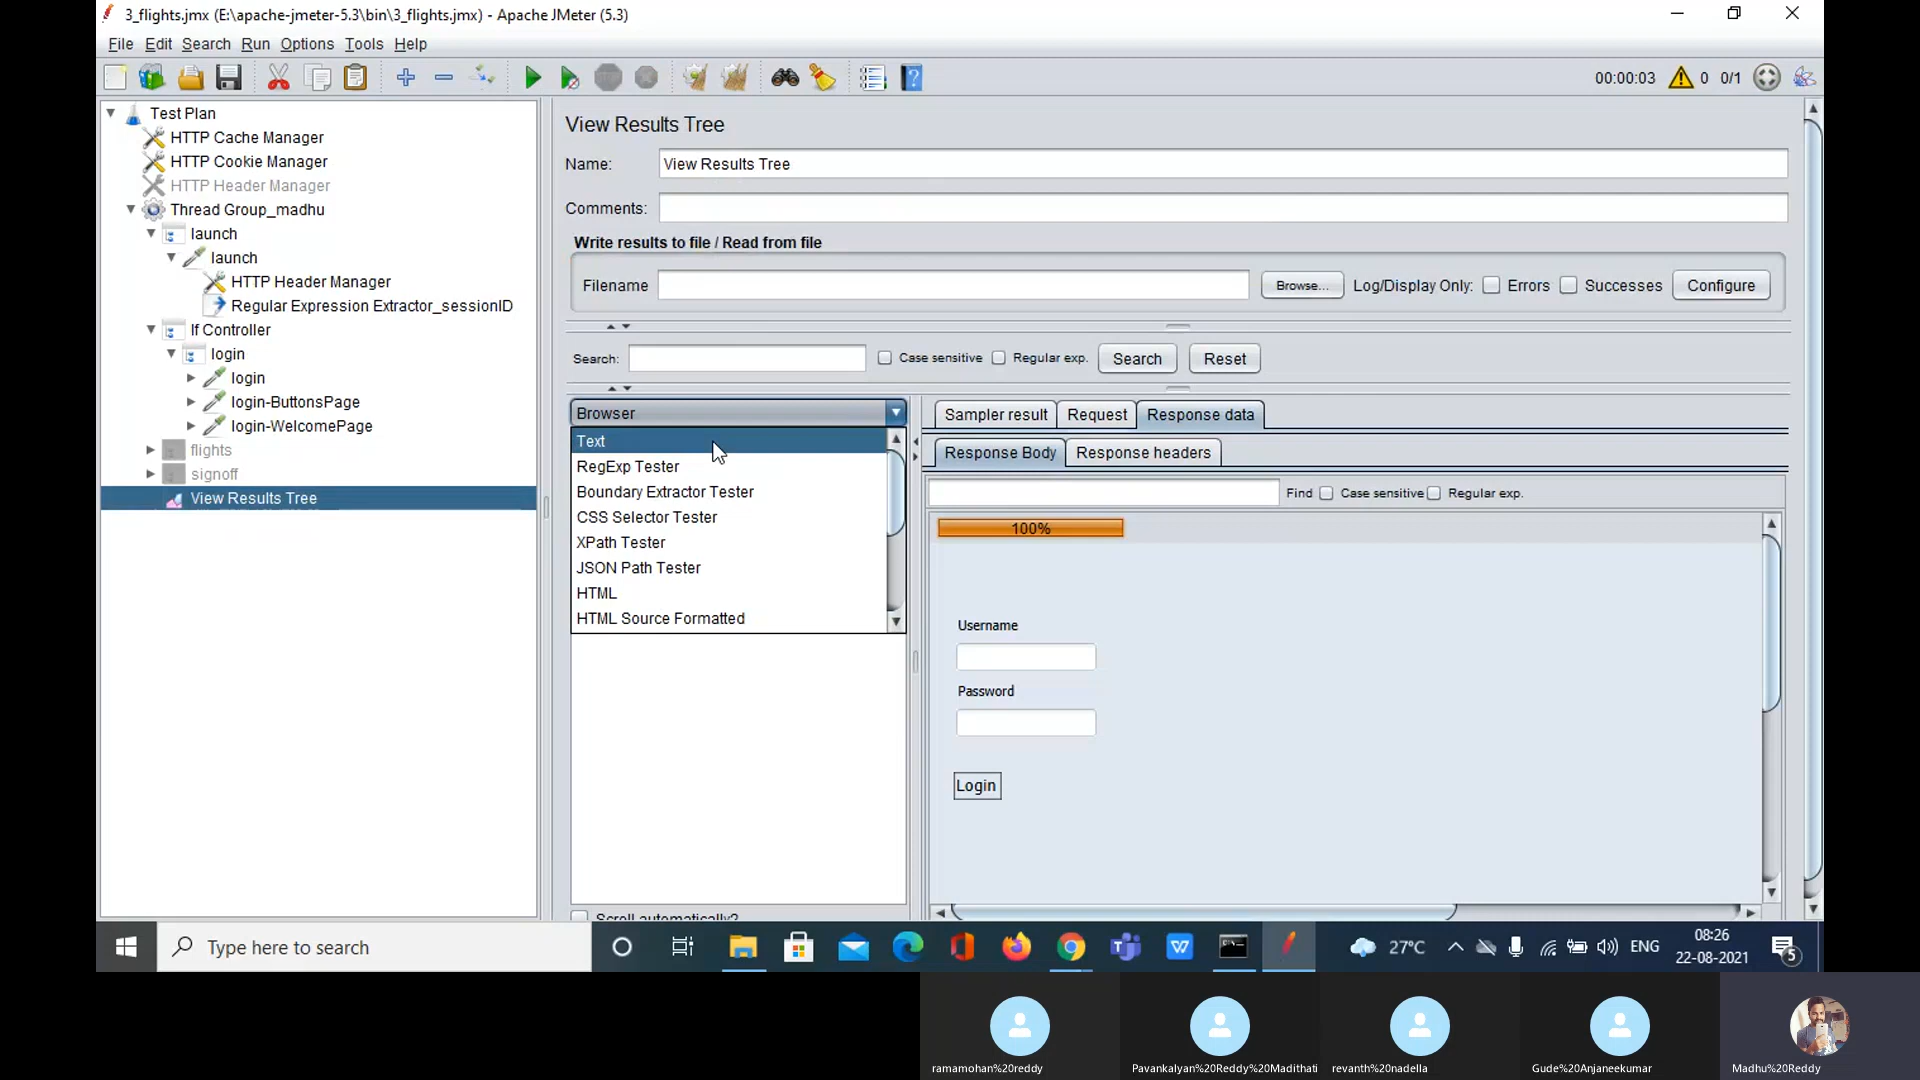 3_flights.jmx (E:\apache-jmeter-5.3\bin\3_flights.jmx) - Apache JMeter (5.3)
File Edit Search Run Options Tools Help
00:00:03 0 0/1
Test Plan
HTTP Cache Manager
HTTP Cookie Manager
HTTP Header Manager
Thread Group_madhu
launch
launch
HTTP Header Manager
Regular Expression Extractor_sessionID
If Controller
login
login
login-ButtonsPage
login-WelcomePage
flights
signoff
View Results Tree
View Results Tree
Name: View Results Tree
Comments:
Write results to file / Read from file
Filename Browse... Log/Display Only: Errors Successes Configure
Search: Case sensitive Regular exp. Search Reset
Browser
Text
RegExp Tester
Boundary Extractor Tester
CSS Selector Tester
XPath Tester
JSON Path Tester
HTML
HTML Source Formatted
Scroll automatically?
Sampler result Request Response data
Response Body Response headers
Find Case sensitive Regular exp.
100%
Username
Password
Login
Type here to search
27°C ENG
08:26
22-08-2021
5
ramamohan%20reddy
Pavankalyan%20Reddy%20Madithati
revanth%20nadella
Gude%20Anjaneekumar
Madhu%20Reddy